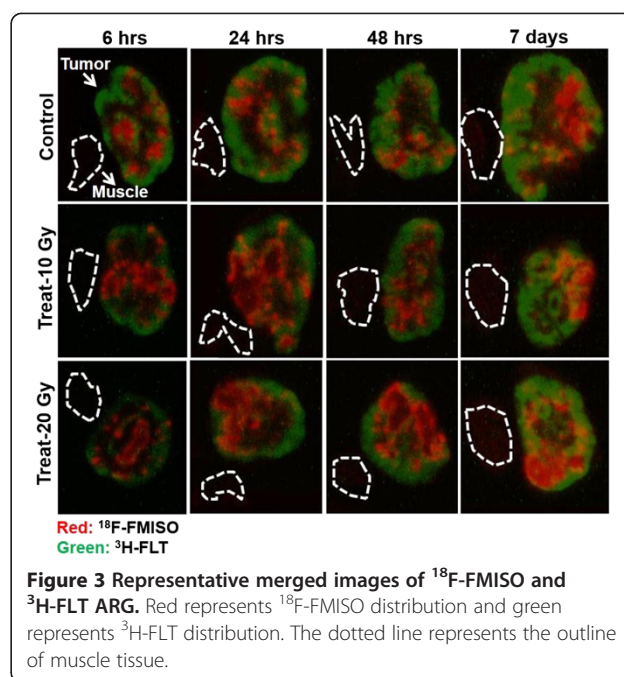 6 hrs 24 hrs 48 hrs 7 days
Tumor
Muscle
Control
Treat-10 Gy
Treat-20 Gy
Red: ¹⁸F-FMISO
Green: ³H-FLT
Figure 3 Representative merged images of ¹⁸F-FMISO and
³H-FLT ARG. Red represents ¹⁸F-FMISO distribution and green
represents ³H-FLT distribution. The dotted line represents the outline
of muscle tissue.